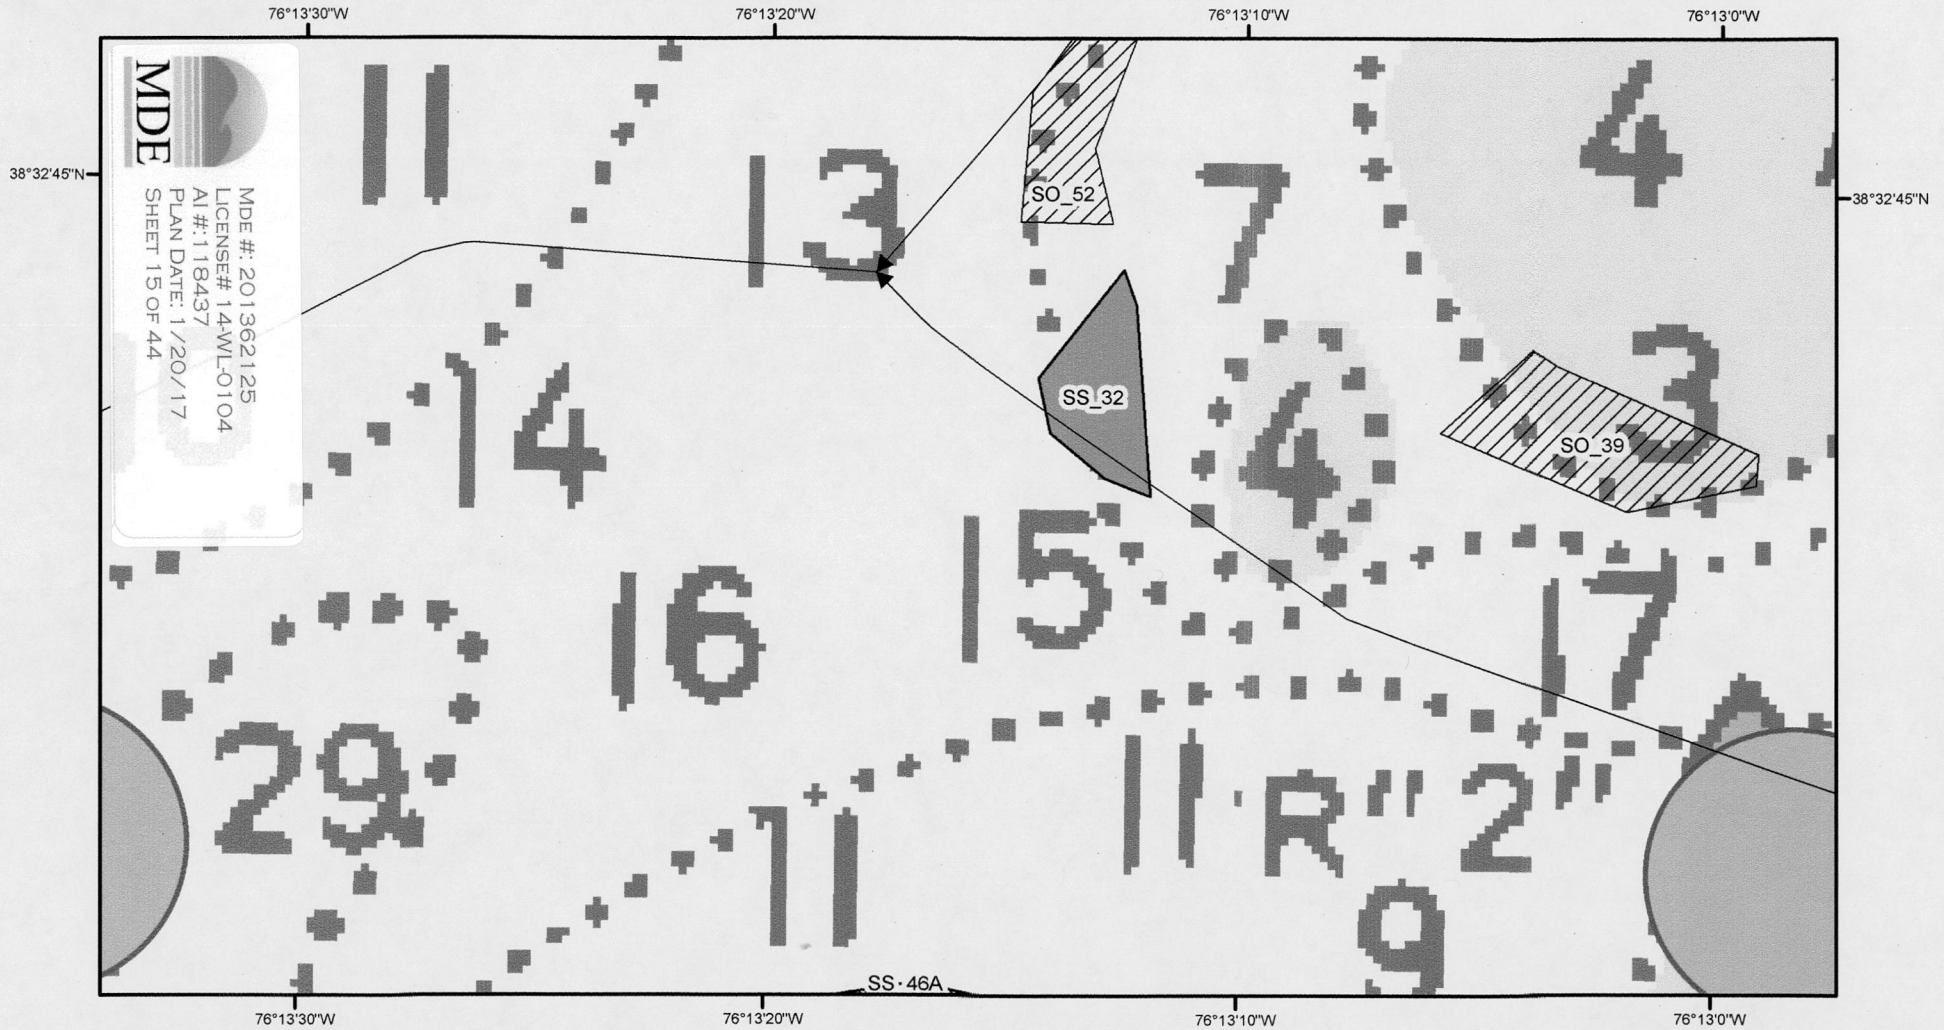 76°13'30"W
76°13'20"W
76°13'10"W
76°13'0"W
MDE
MDE #: 201362125
LICENSE# 14-WL-0104
AI #:118437
PLAN DATE: 1/20/17
SHEET 15 OF 44
11
4
38°32'45"N
13
SO_52
7
38°32'45"N
3
14
SS_32
4
SO_39
15
16
17
29
11
11
"R" 2"
9
SS-46A
76°13'30"W
76°13'20"W
76°13'10"W
76°13'0"W